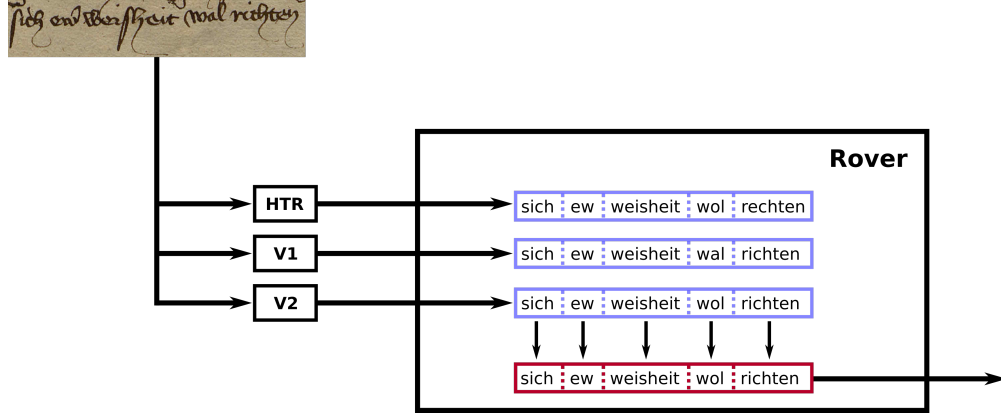 sich ew weisheit wal richten
Rover
HTR
sich ew weisheit wol rechten
V1
sich ew weisheit wal richten
V2
sich ew weisheit wol richten
sich ew weisheit wol richten